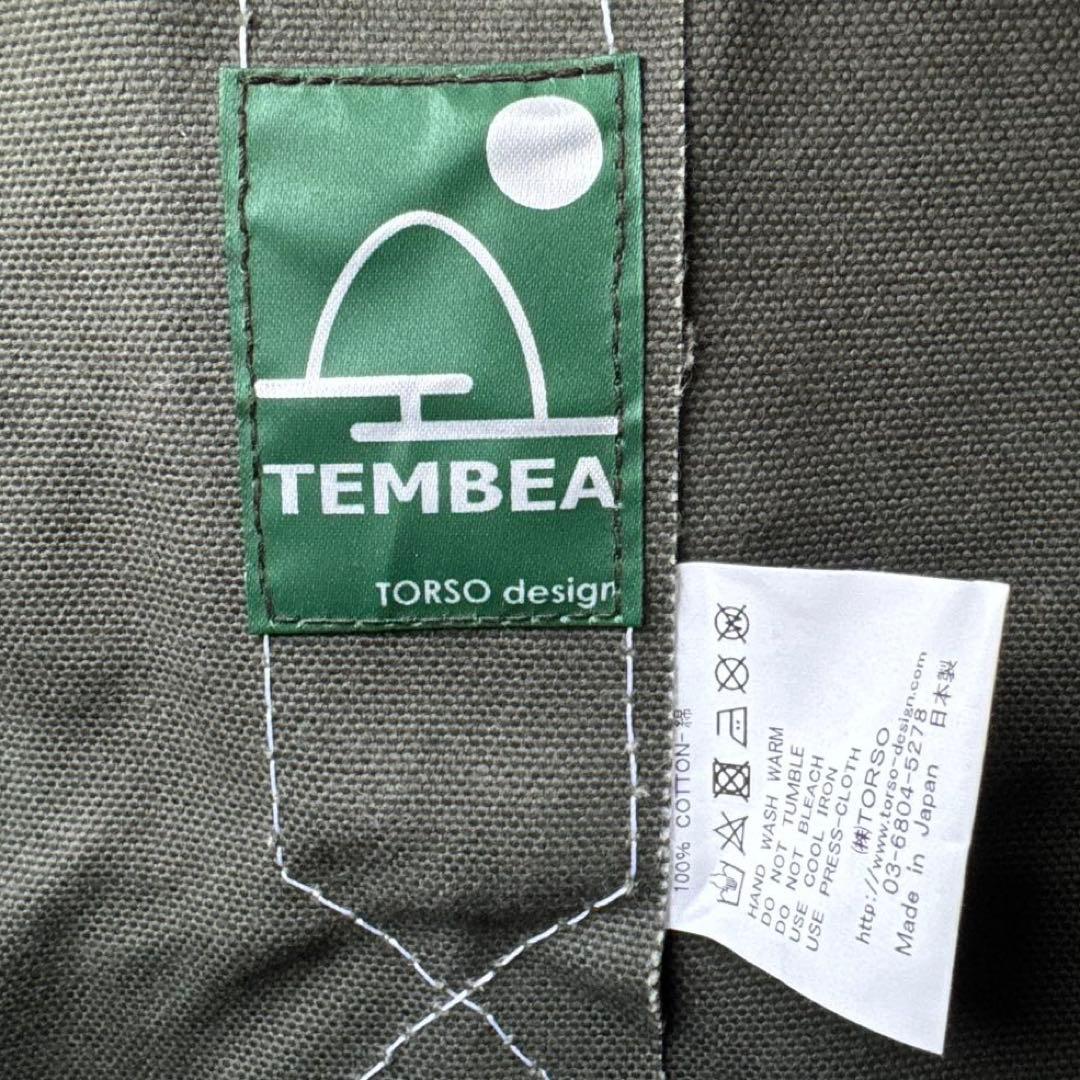 TEMBEA
TORSO design
100% COTTON-綿
HAND WASH WARM
DO NOT TUMBLE
DO NOT BLEACH
USE COOL IRON
USE PRESS-CLOTH
㈱TORSO
http://www.torso-design.com
03-6804-5278
Made in Japan 日本製